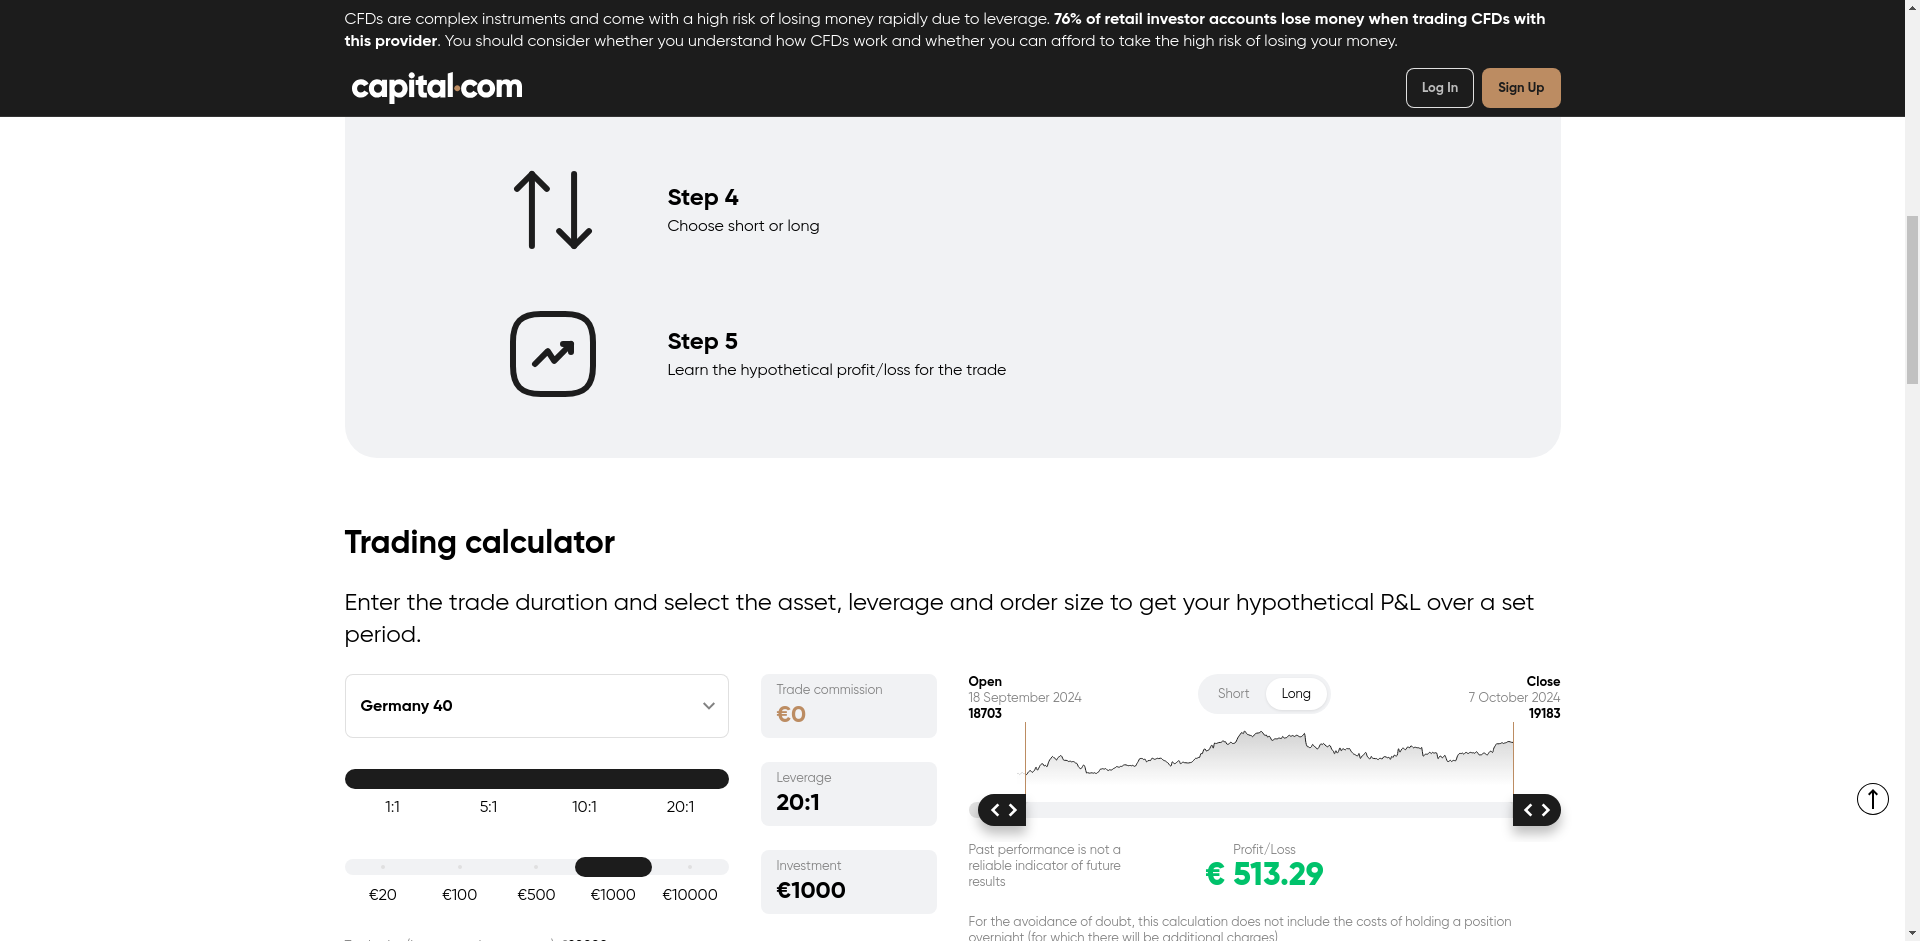 CFDs are complex instruments and come with a high risk of losing money rapidly due to leverage. 76% of retail investor accounts lose money when trading CFDs with
this provider. You should consider whether you understand how CFDs work and whether you can afford to take the high risk of losing your money.
capital.com
Log In
Sign Up
Step 4
Choose short or long
Step 5
Learn the hypothetical profit/loss for the trade
Trading calculator
Enter the trade duration and select the asset, leverage and order size to get your hypothetical P&L over a set
period.
Germany 40
1:1
5:1
10:1
20:1
€20
€100
€500
€1000
€10000
Trade commission
€0
Leverage
20:1
Investment
€1000
Open
18 September 2024
18703
Short
Long
Close
7 October 2024
19183
Past performance is not a
reliable indicator of future
results
Profit/Loss
€ 513.29
For the avoidance of doubt, this calculation does not include the costs of holding a position
overnight (for which there will be additional charges)